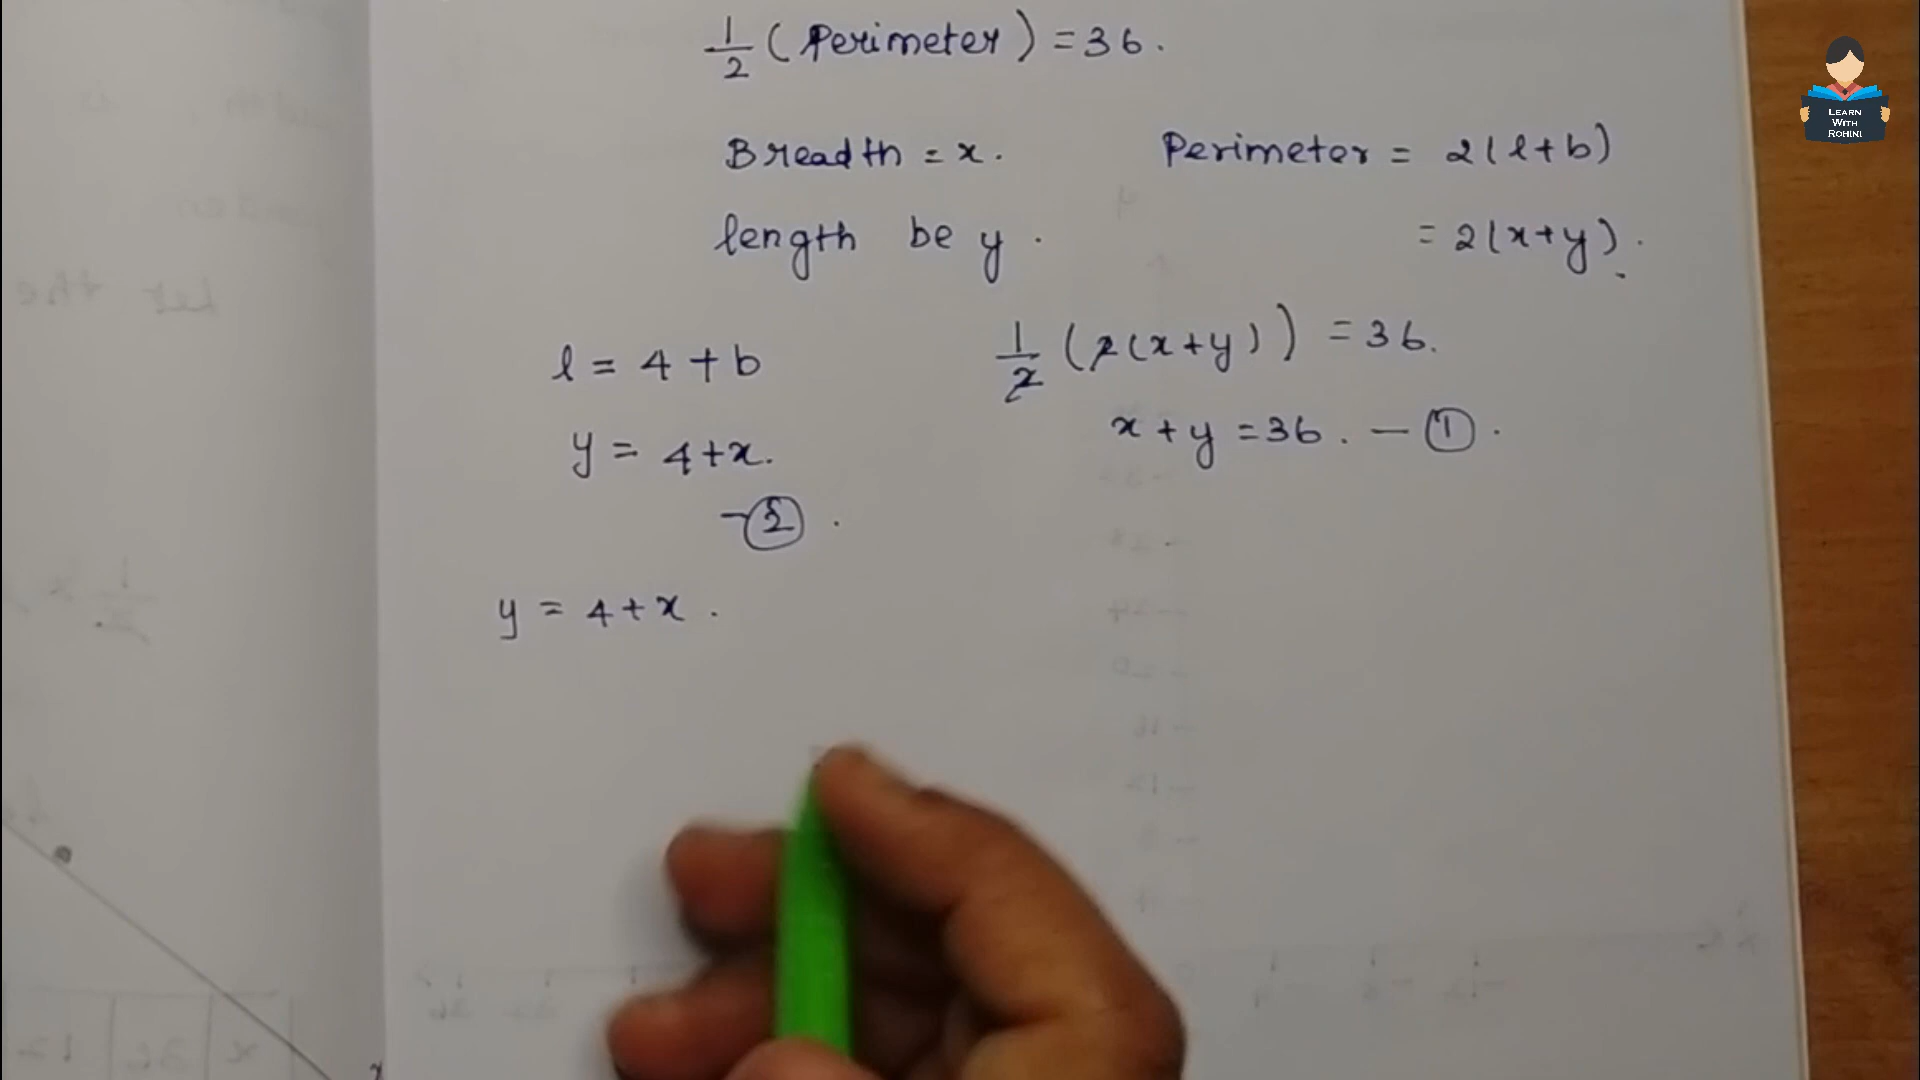 1/2 (Perimeter) = 36.
Breadth = x.
Perimeter = 2(l+b)
length be y.
= 2(x+y).
l = 4 + b
1/2 (2(x+y)) = 36.
y = 4+x.
x + y = 36. — ①.
— ②.
y = 4+x.
LEARN
WITH
ROHINI